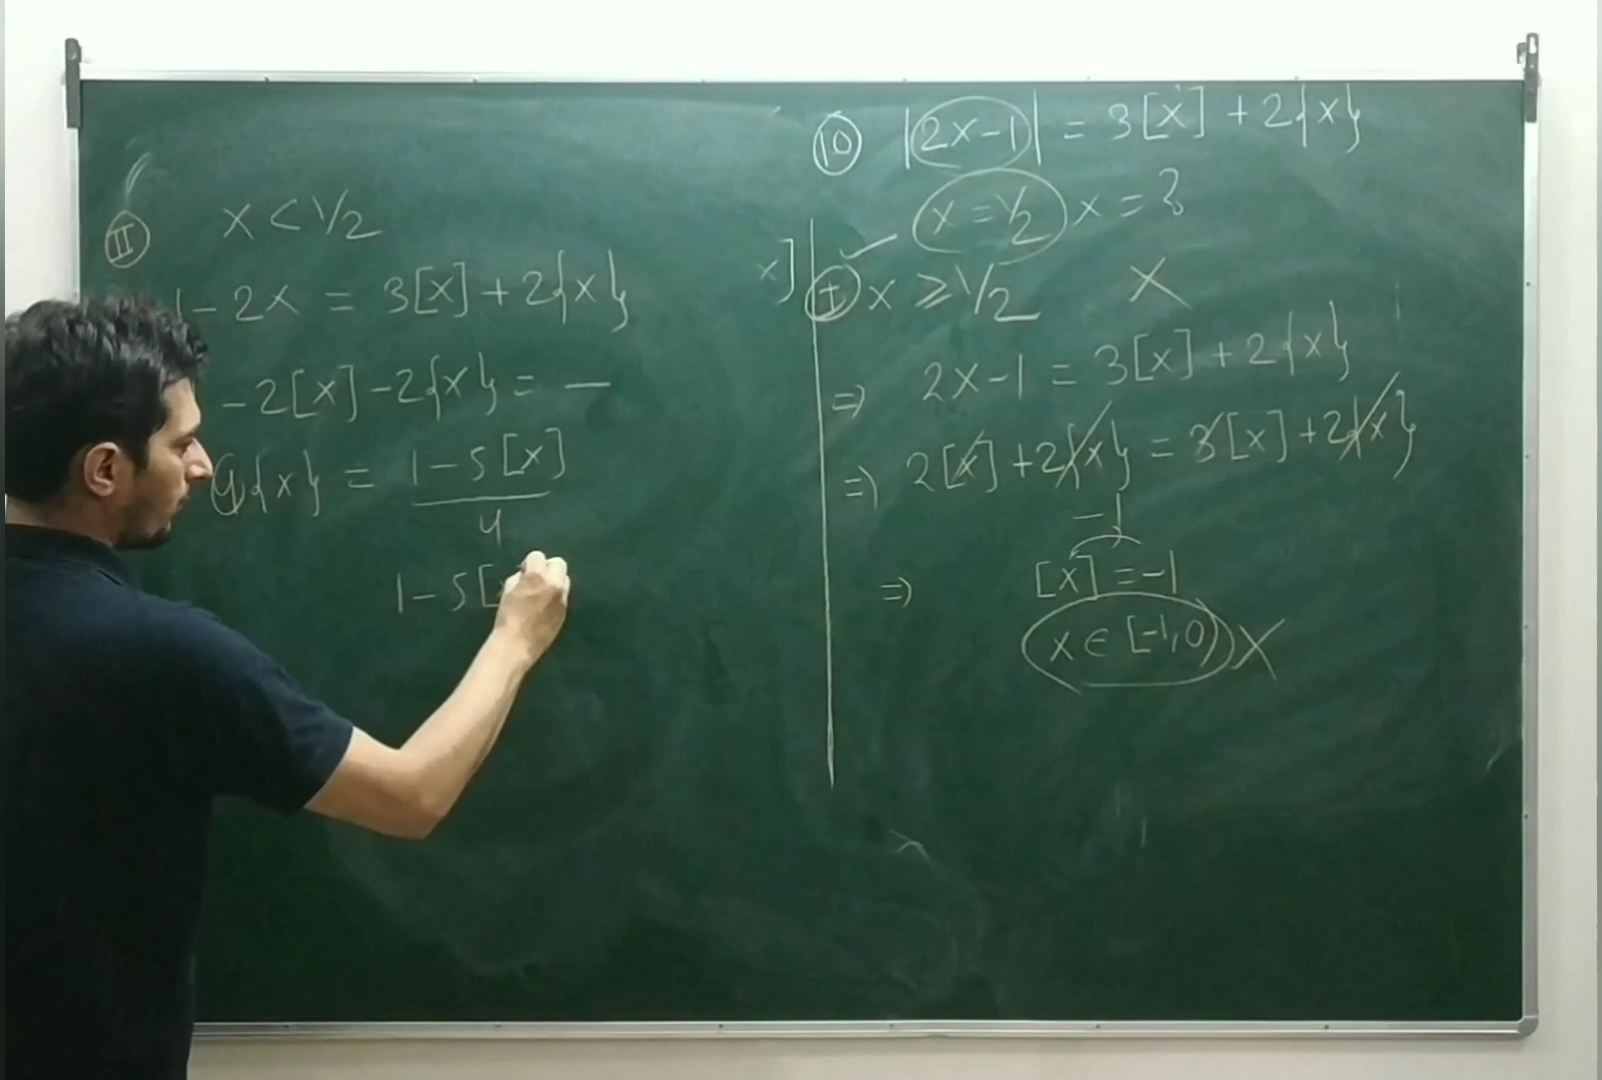 ⑩ |2x-1| = 3[x] + 2{x}
x = 1/2 x = ?
Ⓘ x ⩾ 1/2 X
⇒ 2x-1 = 3[x] + 2{x}
⇒ 2[x] + 2{x} = 3[x] + 2{x}
-1
⇒ [x] = -1
x ∈ [-1,0) X
Ⅱ x < 1/2
1-2x = 3[x] + 2{x}
-2[x] - 2{x} = —
{x} = 1-5[x]
4
1-5[
x]